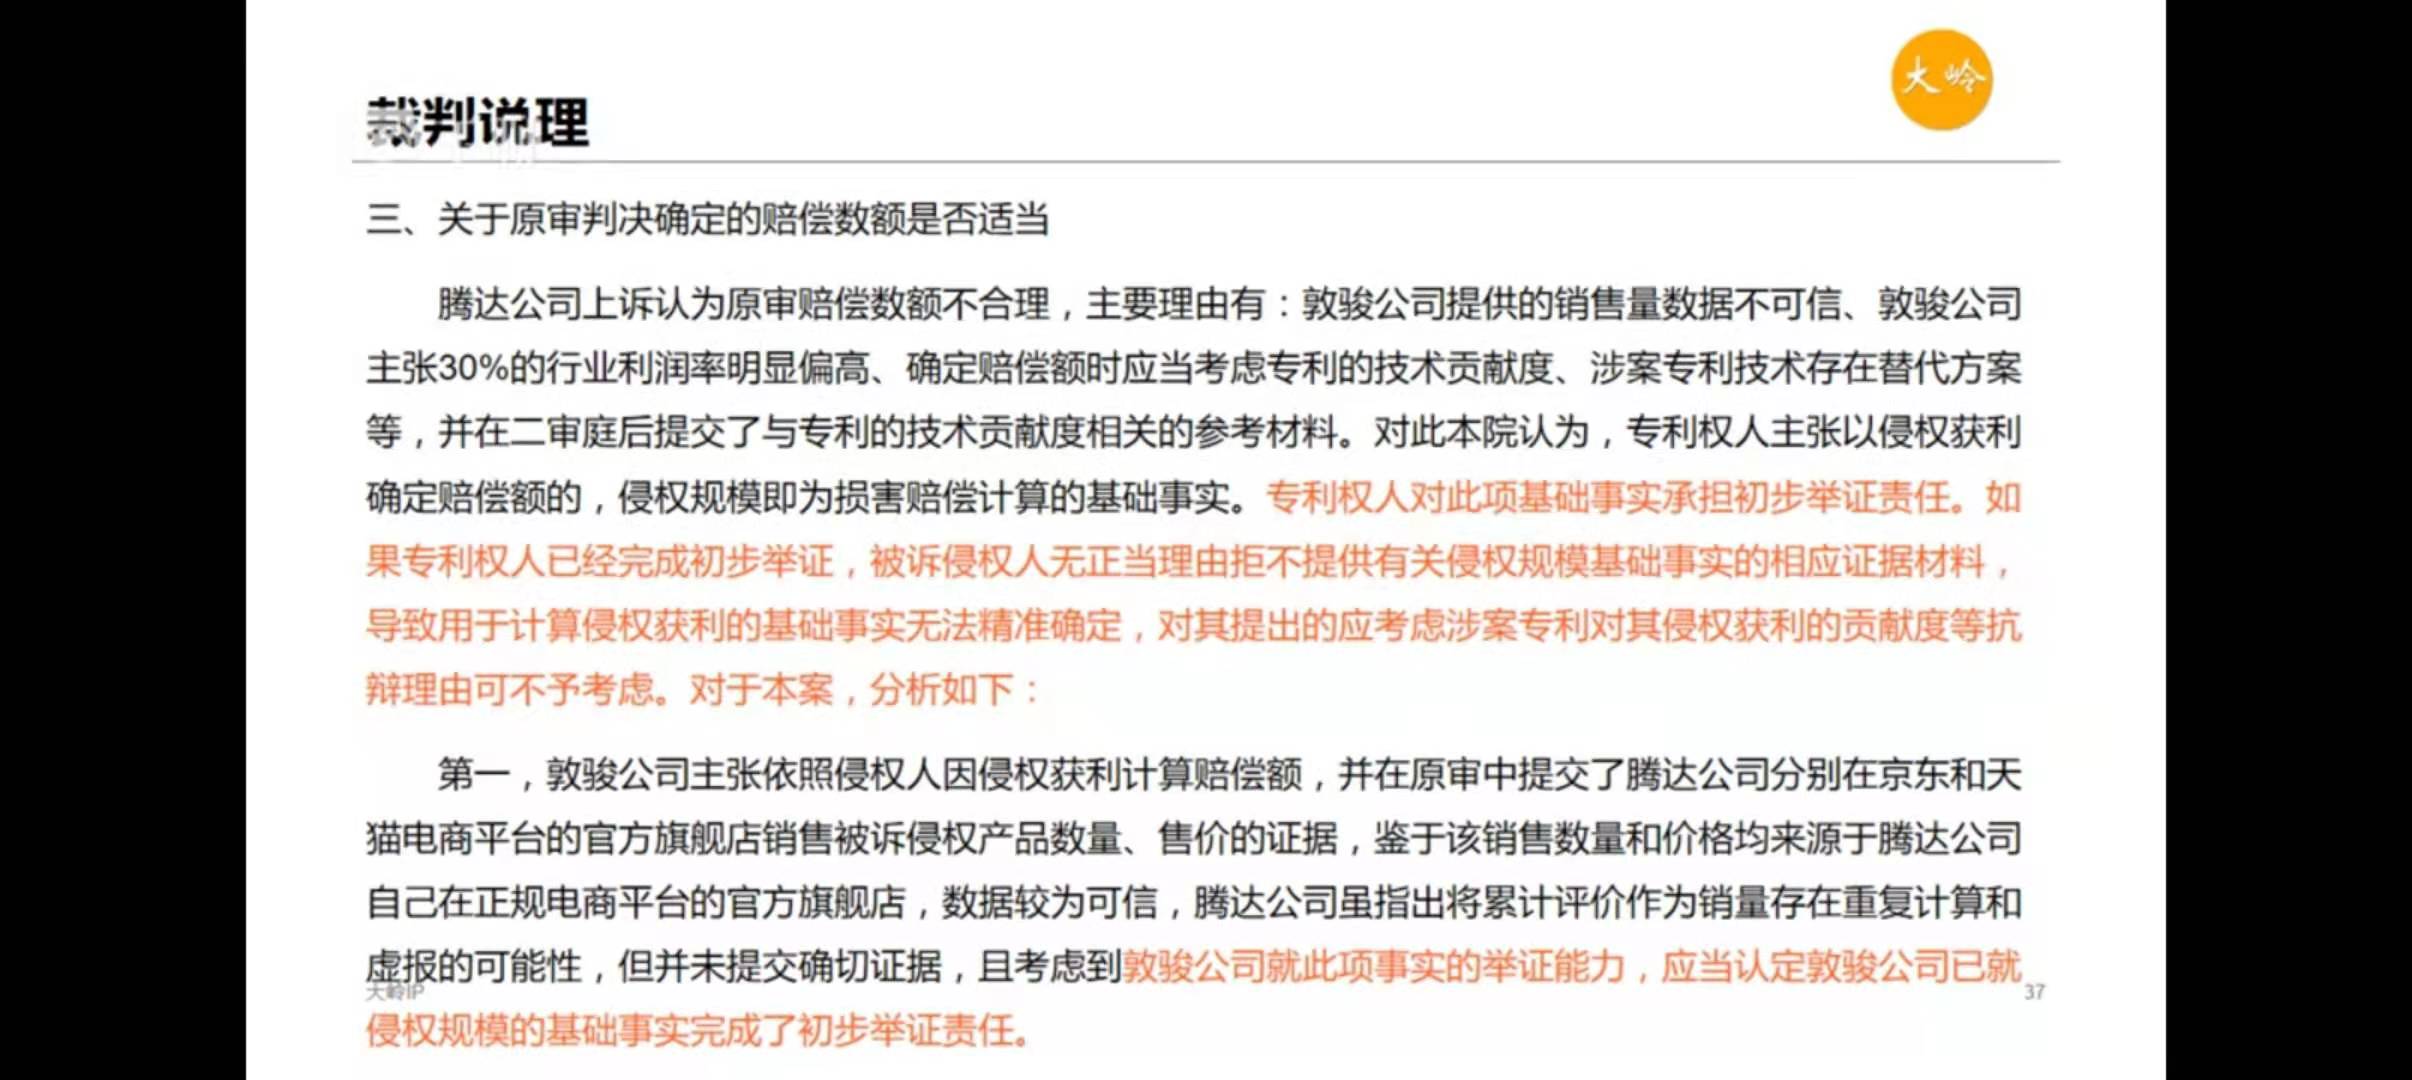 大岭
裁判说理
三、关于原审判决确定的赔偿数额是否适当
腾达公司上诉认为原审赔偿数额不合理，主要理由有：敦骏公司提供的销售量数据不可信、敦骏公司
主张30%的行业利润率明显偏高、确定赔偿额时应当考虑专利的技术贡献度、涉案专利技术存在替代方案
等，并在二审庭后提交了与专利的技术贡献度相关的参考材料。对此本院认为，专利权人主张以侵权获利
确定赔偿额的，侵权规模即为损害赔偿计算的基础事实。专利权人对此项基础事实承担初步举证责任。如
果专利权人已经完成初步举证，被诉侵权人无正当理由拒不提供有关侵权规模基础事实的相应证据材料，
导致用于计算侵权获利的基础事实无法精准确定，对其提出的应考虑涉案专利对其侵权获利的贡献度等抗
辩理由可不予考虑。对于本案，分析如下：
第一，敦骏公司主张依照侵权人因侵权获利计算赔偿额，并在原审中提交了腾达公司分别在京东和天
猫电商平台的官方旗舰店销售被诉侵权产品数量、售价的证据，鉴于该销售数量和价格均来源于腾达公司
自己在正规电商平台的官方旗舰店，数据较为可信，腾达公司虽指出将累计评价作为销量存在重复计算和
虚报的可能性，但并未提交确切证据，且考虑到敦骏公司就此项事实的举证能力，应当认定敦骏公司已就
侵权规模的基础事实完成了初步举证责任。
大岭IP
37